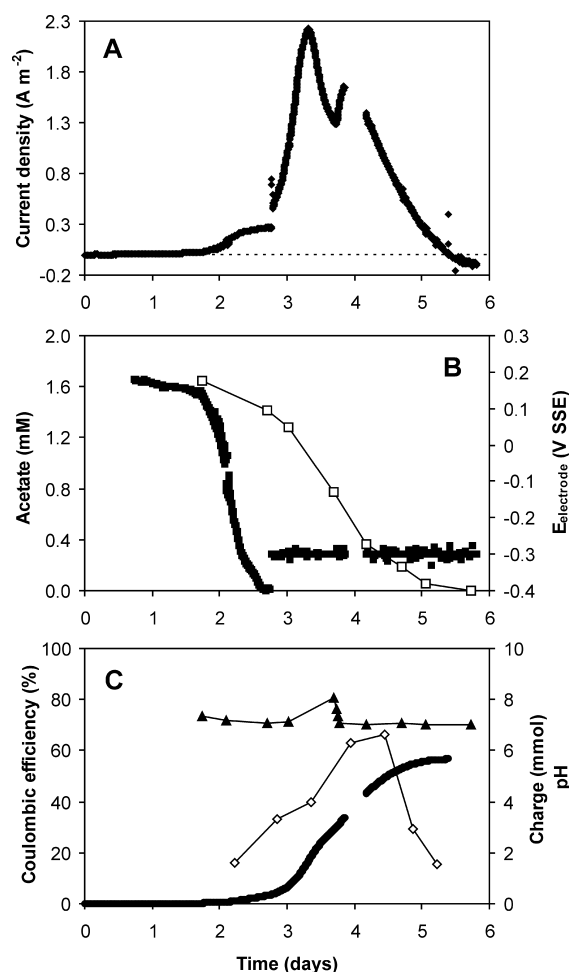 A
Current density (A m-2)
2.3
1.8
1.3
0.8
0.3
-0.2
0 1 2 3 4 5 6
B
Acetate (mM)
2.0
1.6
1.2
0.8
0.4
0.0
0.3
0.2
0.1
0
-0.1
-0.2
-0.3
-0.4
Eelectrode (V SSE)
0 1 2 3 4 5 6
C
Coulombic efficiency (%)
100
80
60
40
20
0
10
8
6
4
2
0
Charge (mmol)
pH
0 1 2 3 4 5 6
Time (days)